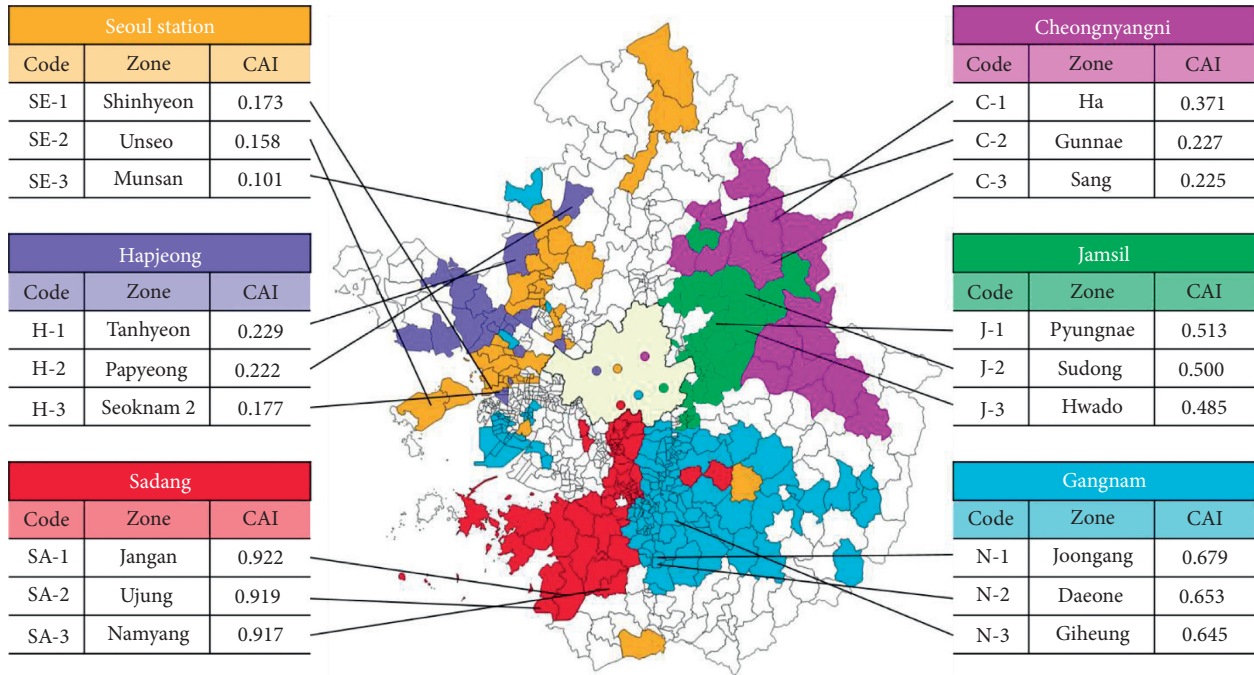 Seoul station
Code Zone CAI
SE-1 Shinhyeon 0.173
SE-2 Unseo 0.158
SE-3 Munsan 0.101
Hapjeong
Code Zone CAI
H-1 Tanhyeon 0.229
H-2 Papyeong 0.222
H-3 Seoknam 2 0.177
Sadang
Code Zone CAI
SA-1 Jangan 0.922
SA-2 Ujung 0.919
SA-3 Namyang 0.917
Cheongnyangni
Code Zone CAI
C-1 Ha 0.371
C-2 Gunnae 0.227
C-3 Sang 0.225
Jamsil
Code Zone CAI
J-1 Pyungnae 0.513
J-2 Sudong 0.500
J-3 Hwado 0.485
Gangnam
Code Zone CAI
N-1 Joongang 0.679
N-2 Daeone 0.653
N-3 Giheung 0.645